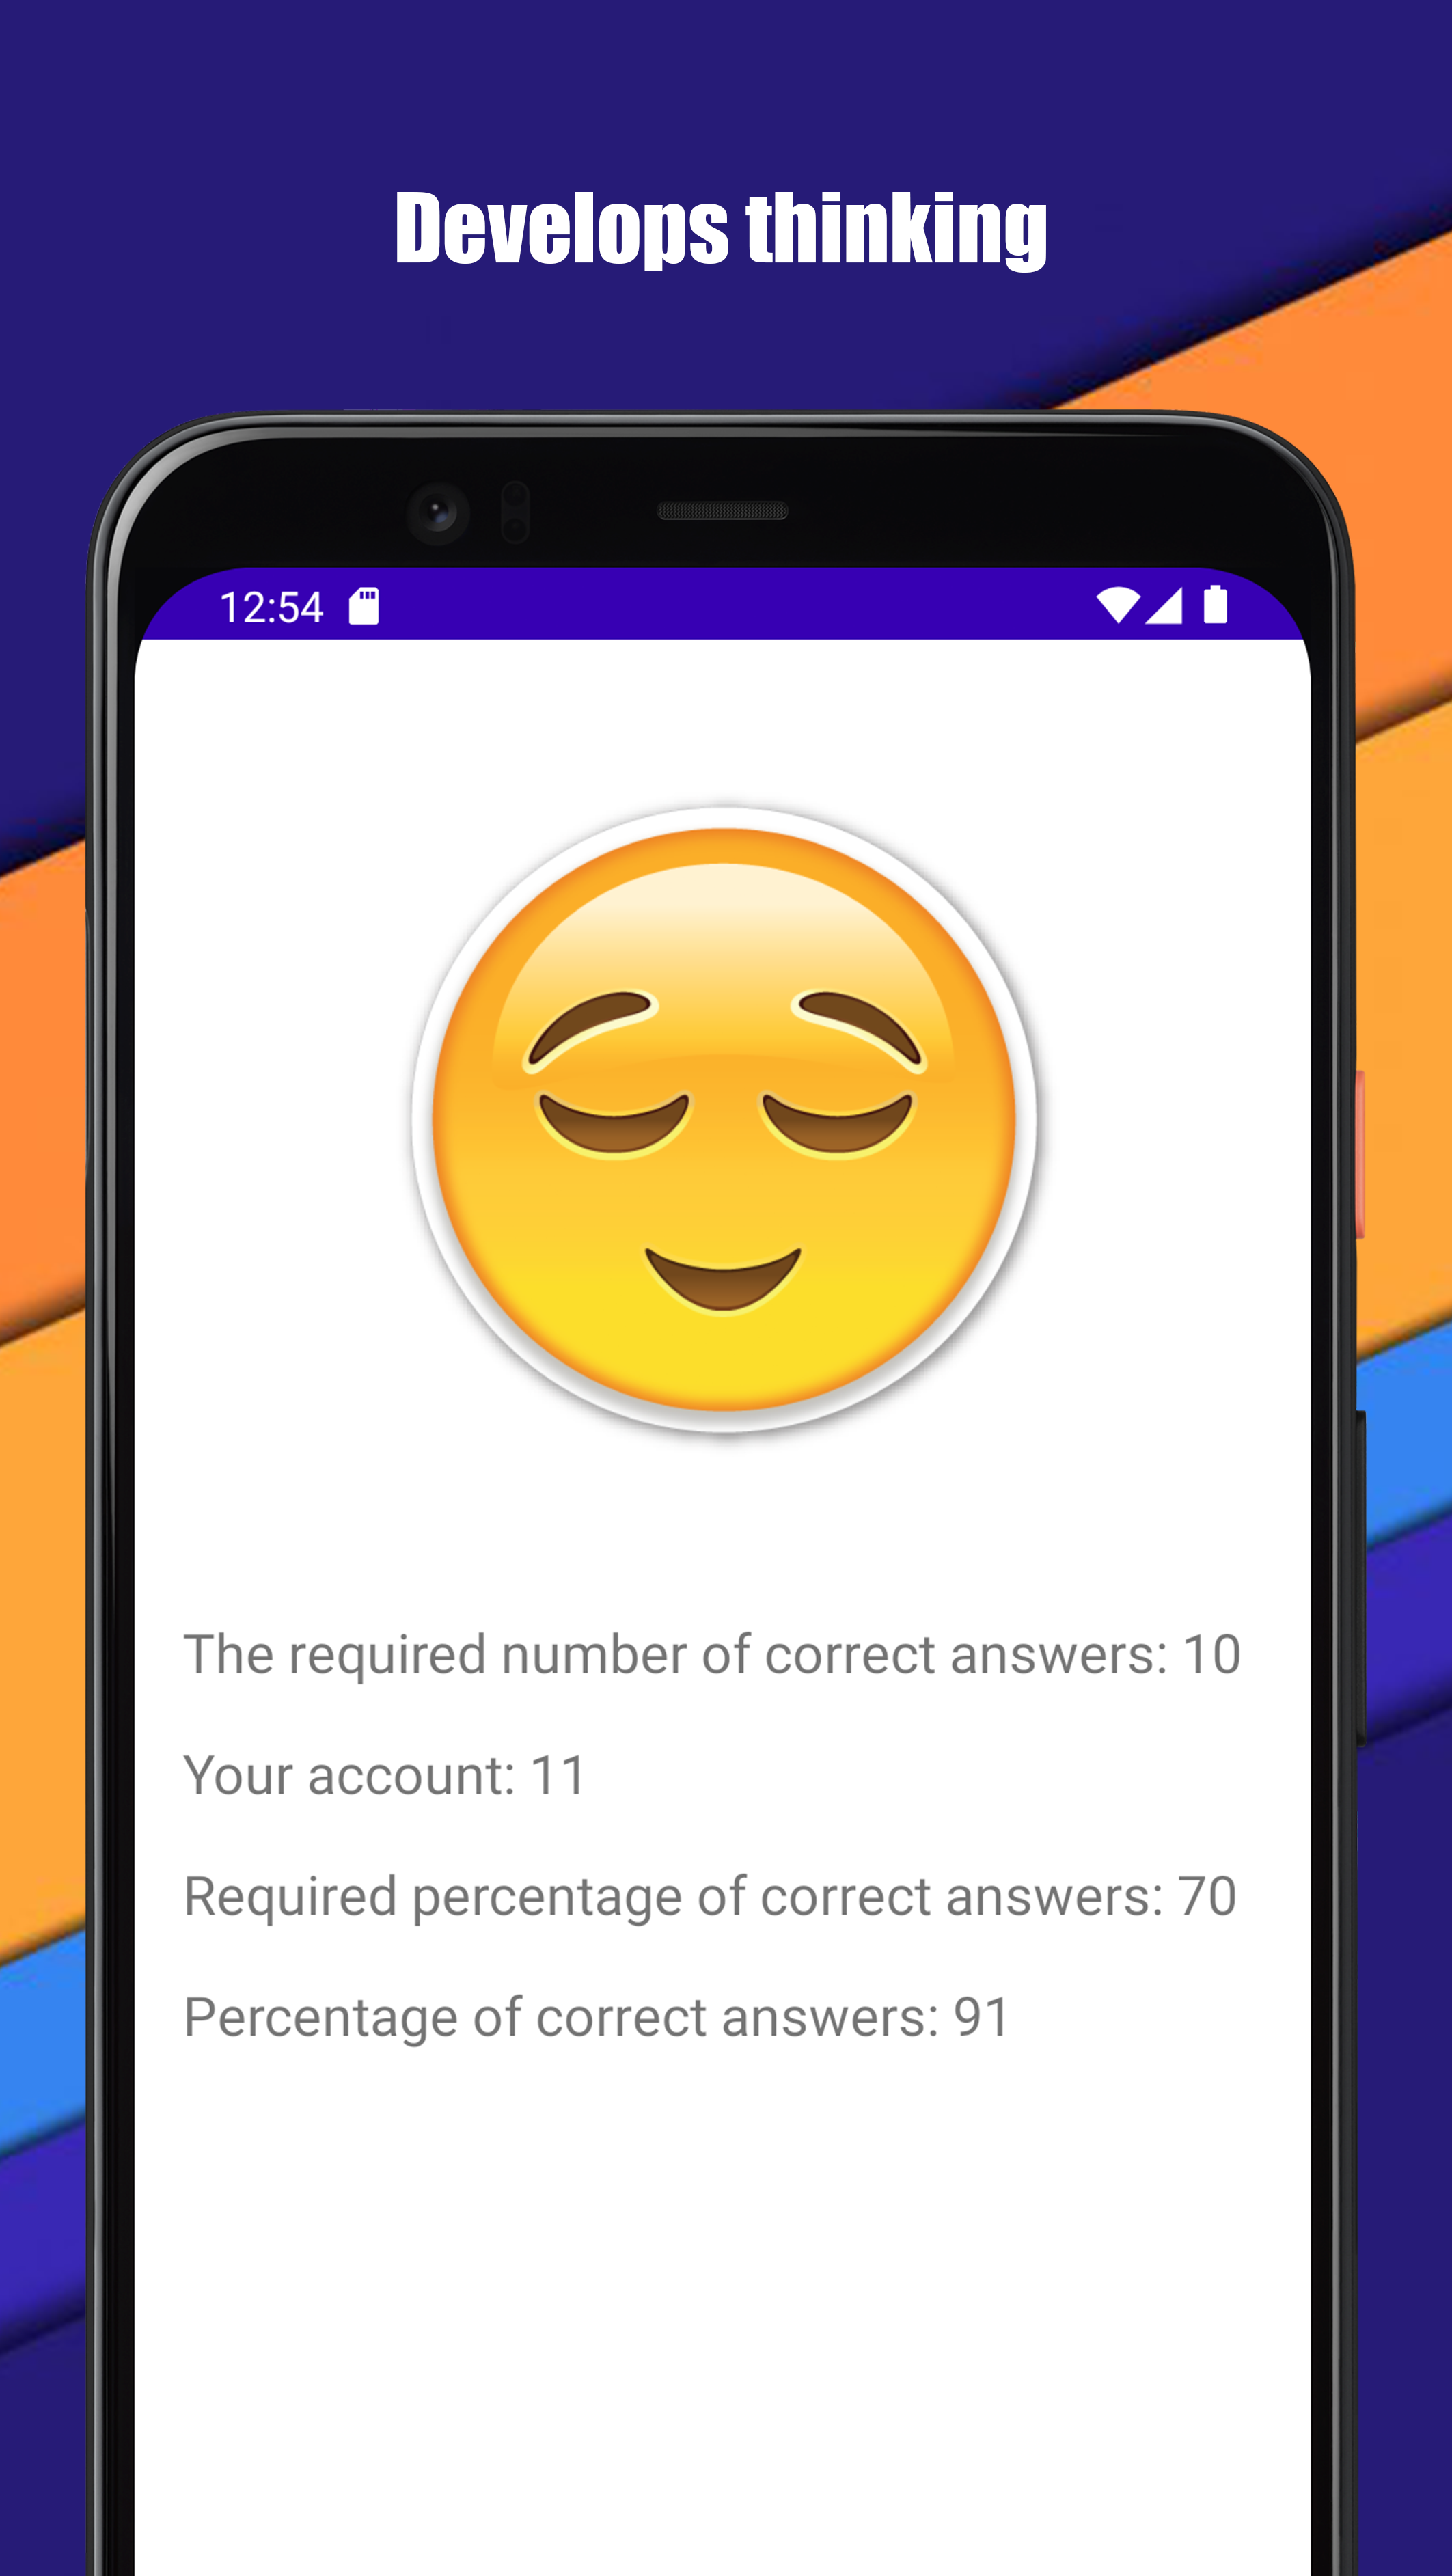 Develops thinking
12:54
The required number of correct answers: 10
Your account: 11
Required percentage of correct answers: 70
Percentage of correct answers: 91